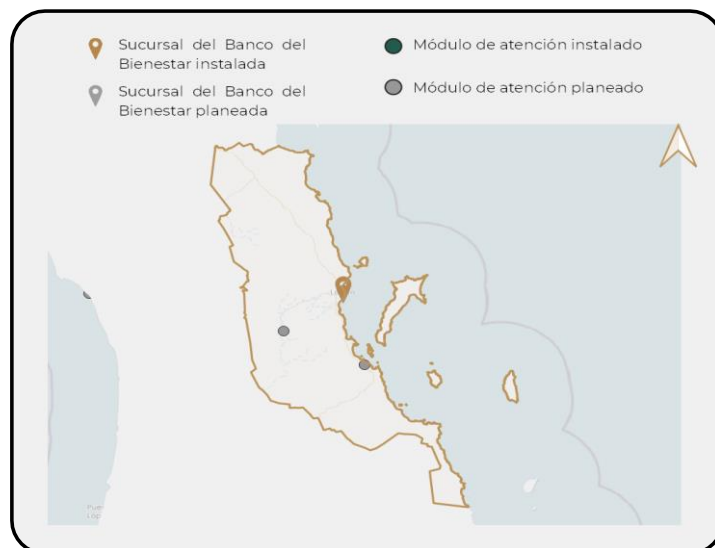 Sucursal del Banco del
Bienestar instalada
Módulo de atención instalado
Sucursal del Banco del
Bienestar planeada
Módulo de atención planeado